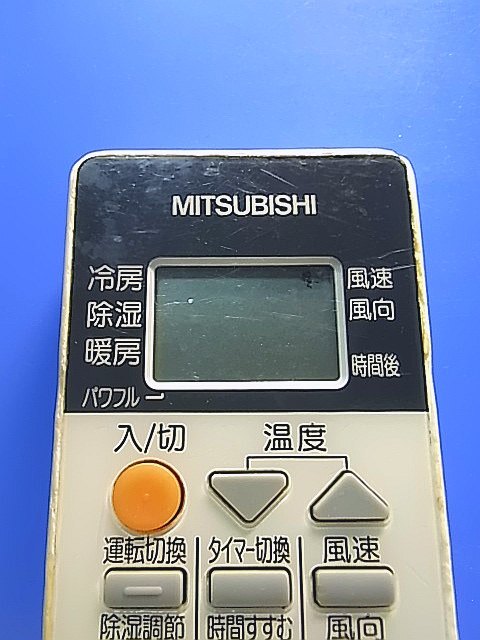 MITSUBISHI
冷房
除湿
暖房
パワフル
風速
風向
時間後
入/切
温度
運転切換
タイマー切換
風速
除湿調節
時間すすむ
風向